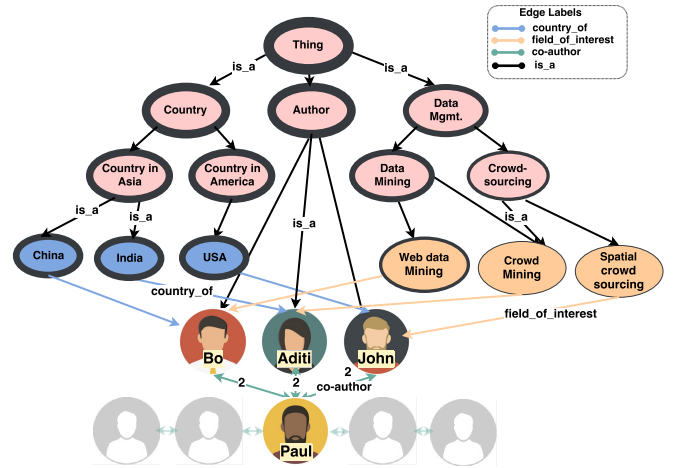 Edge Labels
country_of
field_of_interest
co-author
is_a
Thing
is_a
is_a
Country
Author
Data
Mgmt.
Country in
Asia
Country in
America
Data
Mining
Crowd-
sourcing
is_a
is_a
is_a
is_a
China
India
USA
Web data
Mining
Crowd
Mining
Spatial
crowd
sourcing
country_of
field_of_interest
Bo
Aditi
John
2
2
2
co-author
Paul